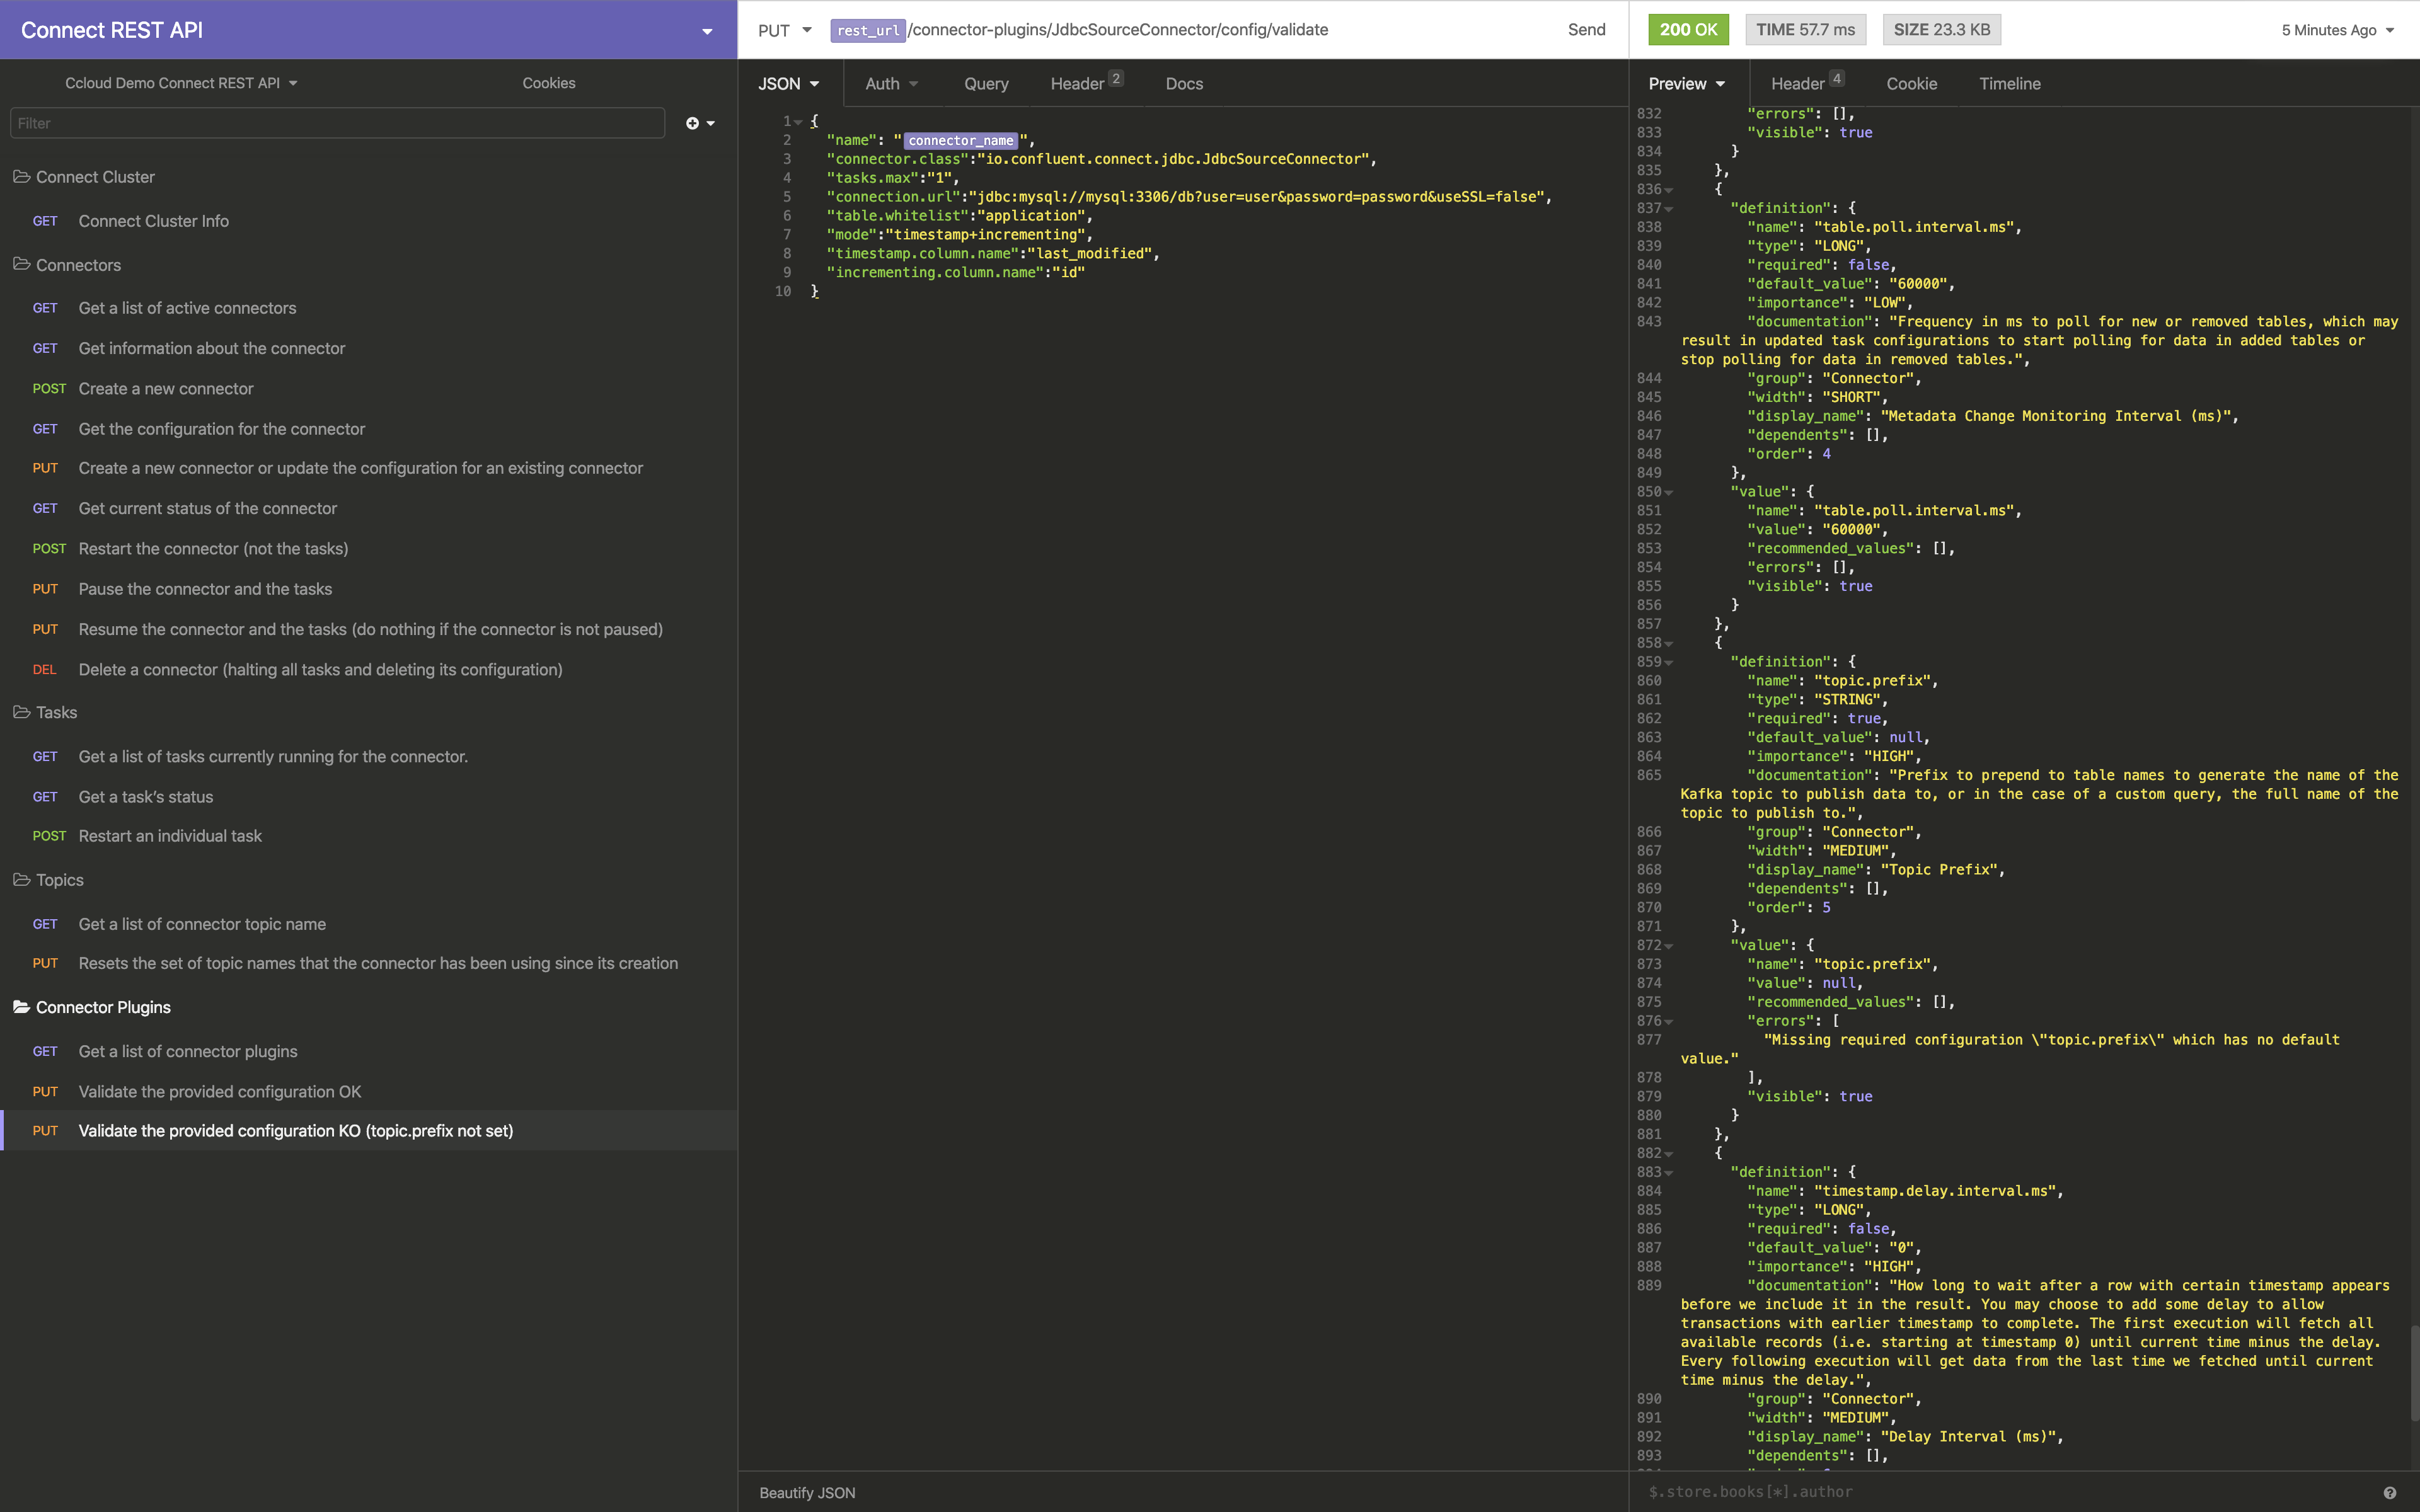 Connect REST API
Ccloud Demo Connect REST API
Cookies
Filter
Connect Cluster
GET Connect Cluster Info
Connectors
GET Get a list of active connectors
GET Get information about the connector
POST Create a new connector
GET Get the configuration for the connector
PUT Create a new connector or update the configuration for an existing connector
GET Get current status of the connector
POST Restart the connector (not the tasks)
PUT Pause the connector and the tasks
PUT Resume the connector and the tasks (do nothing if the connector is not paused)
DEL Delete a connector (halting all tasks and deleting its configuration)
Tasks
GET Get a list of tasks currently running for the connector.
GET Get a task’s status
POST Restart an individual task
Topics
GET Get a list of connector topic name
PUT Resets the set of topic names that the connector has been using since its creation
Connector Plugins
GET Get a list of connector plugins
PUT Validate the provided configuration OK
PUT Validate the provided configuration KO (topic.prefix not set)
PUT rest_url/connector-plugins/JdbcSourceConnector/config/validate Send
JSON Auth Query Header 2 Docs
1 {
2 "name": "connector_name",
3 "connector.class":"io.confluent.connect.jdbc.JdbcSourceConnector",
4 "tasks.max":"1",
5 "connection.url":"jdbc:mysql://mysql:3306/db?user=user&password=password&useSSL=false",
6 "table.whitelist":"application",
7 "mode":"timestamp+incrementing",
8 "timestamp.column.name":"last_modified",
9 "incrementing.column.name":"id"
10 }
Beautify JSON
200 OK TIME 57.7 ms SIZE 23.3 KB 5 Minutes Ago
Preview Header 4 Cookie Timeline
832 "errors": [],
833 "visible": true
834 }
835 },
836 {
837 "definition": {
838 "name": "table.poll.interval.ms",
839 "type": "LONG",
840 "required": false,
841 "default_value": "60000",
842 "importance": "LOW",
843 "documentation": "Frequency in ms to poll for new or removed tables, which may
result in updated task configurations to start polling for data in added tables or
stop polling for data in removed tables.",
844 "group": "Connector",
845 "width": "SHORT",
846 "display_name": "Metadata Change Monitoring Interval (ms)",
847 "dependents": [],
848 "order": 4
849 },
850 "value": {
851 "name": "table.poll.interval.ms",
852 "value": "60000",
853 "recommended_values": [],
854 "errors": [],
855 "visible": true
856 }
857 },
858 {
859 "definition": {
860 "name": "topic.prefix",
861 "type": "STRING",
862 "required": true,
863 "default_value": null,
864 "importance": "HIGH",
865 "documentation": "Prefix to prepend to table names to generate the name of the
Kafka topic to publish data to, or in the case of a custom query, the full name of the
topic to publish to.",
866 "group": "Connector",
867 "width": "MEDIUM",
868 "display_name": "Topic Prefix",
869 "dependents": [],
870 "order": 5
871 },
872 "value": {
873 "name": "topic.prefix",
874 "value": null,
875 "recommended_values": [],
876 "errors": [
877 "Missing required configuration \"topic.prefix\" which has no default
value."
878 ],
879 "visible": true
880 }
881 },
882 {
883 "definition": {
884 "name": "timestamp.delay.interval.ms",
885 "type": "LONG",
886 "required": false,
887 "default_value": "0",
888 "importance": "HIGH",
889 "documentation": "How long to wait after a row with certain timestamp appears
before we include it in the result. You may choose to add some delay to allow
transactions with earlier timestamp to complete. The first execution will fetch all
available records (i.e. starting at timestamp 0) until current time minus the delay.
Every following execution will get data from the last time we fetched until current
time minus the delay.",
890 "group": "Connector",
891 "width": "MEDIUM",
892 "display_name": "Delay Interval (ms)",
893 "dependents": [],
$.store.books[*].author